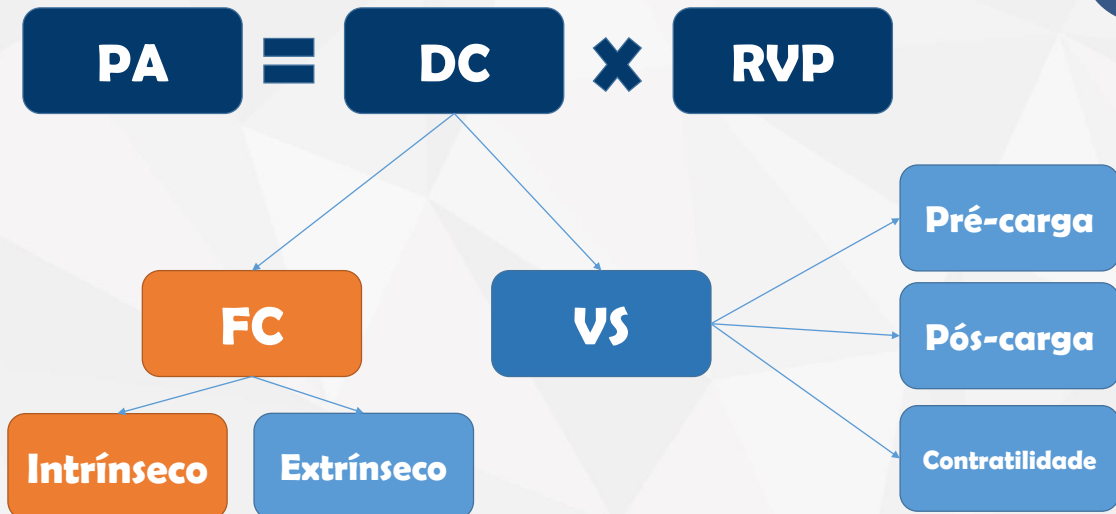 PA = DC × RVP
Pré-carga
FC
VS
Pós-carga
Intrínseco
Extrínseco
Contratilidade